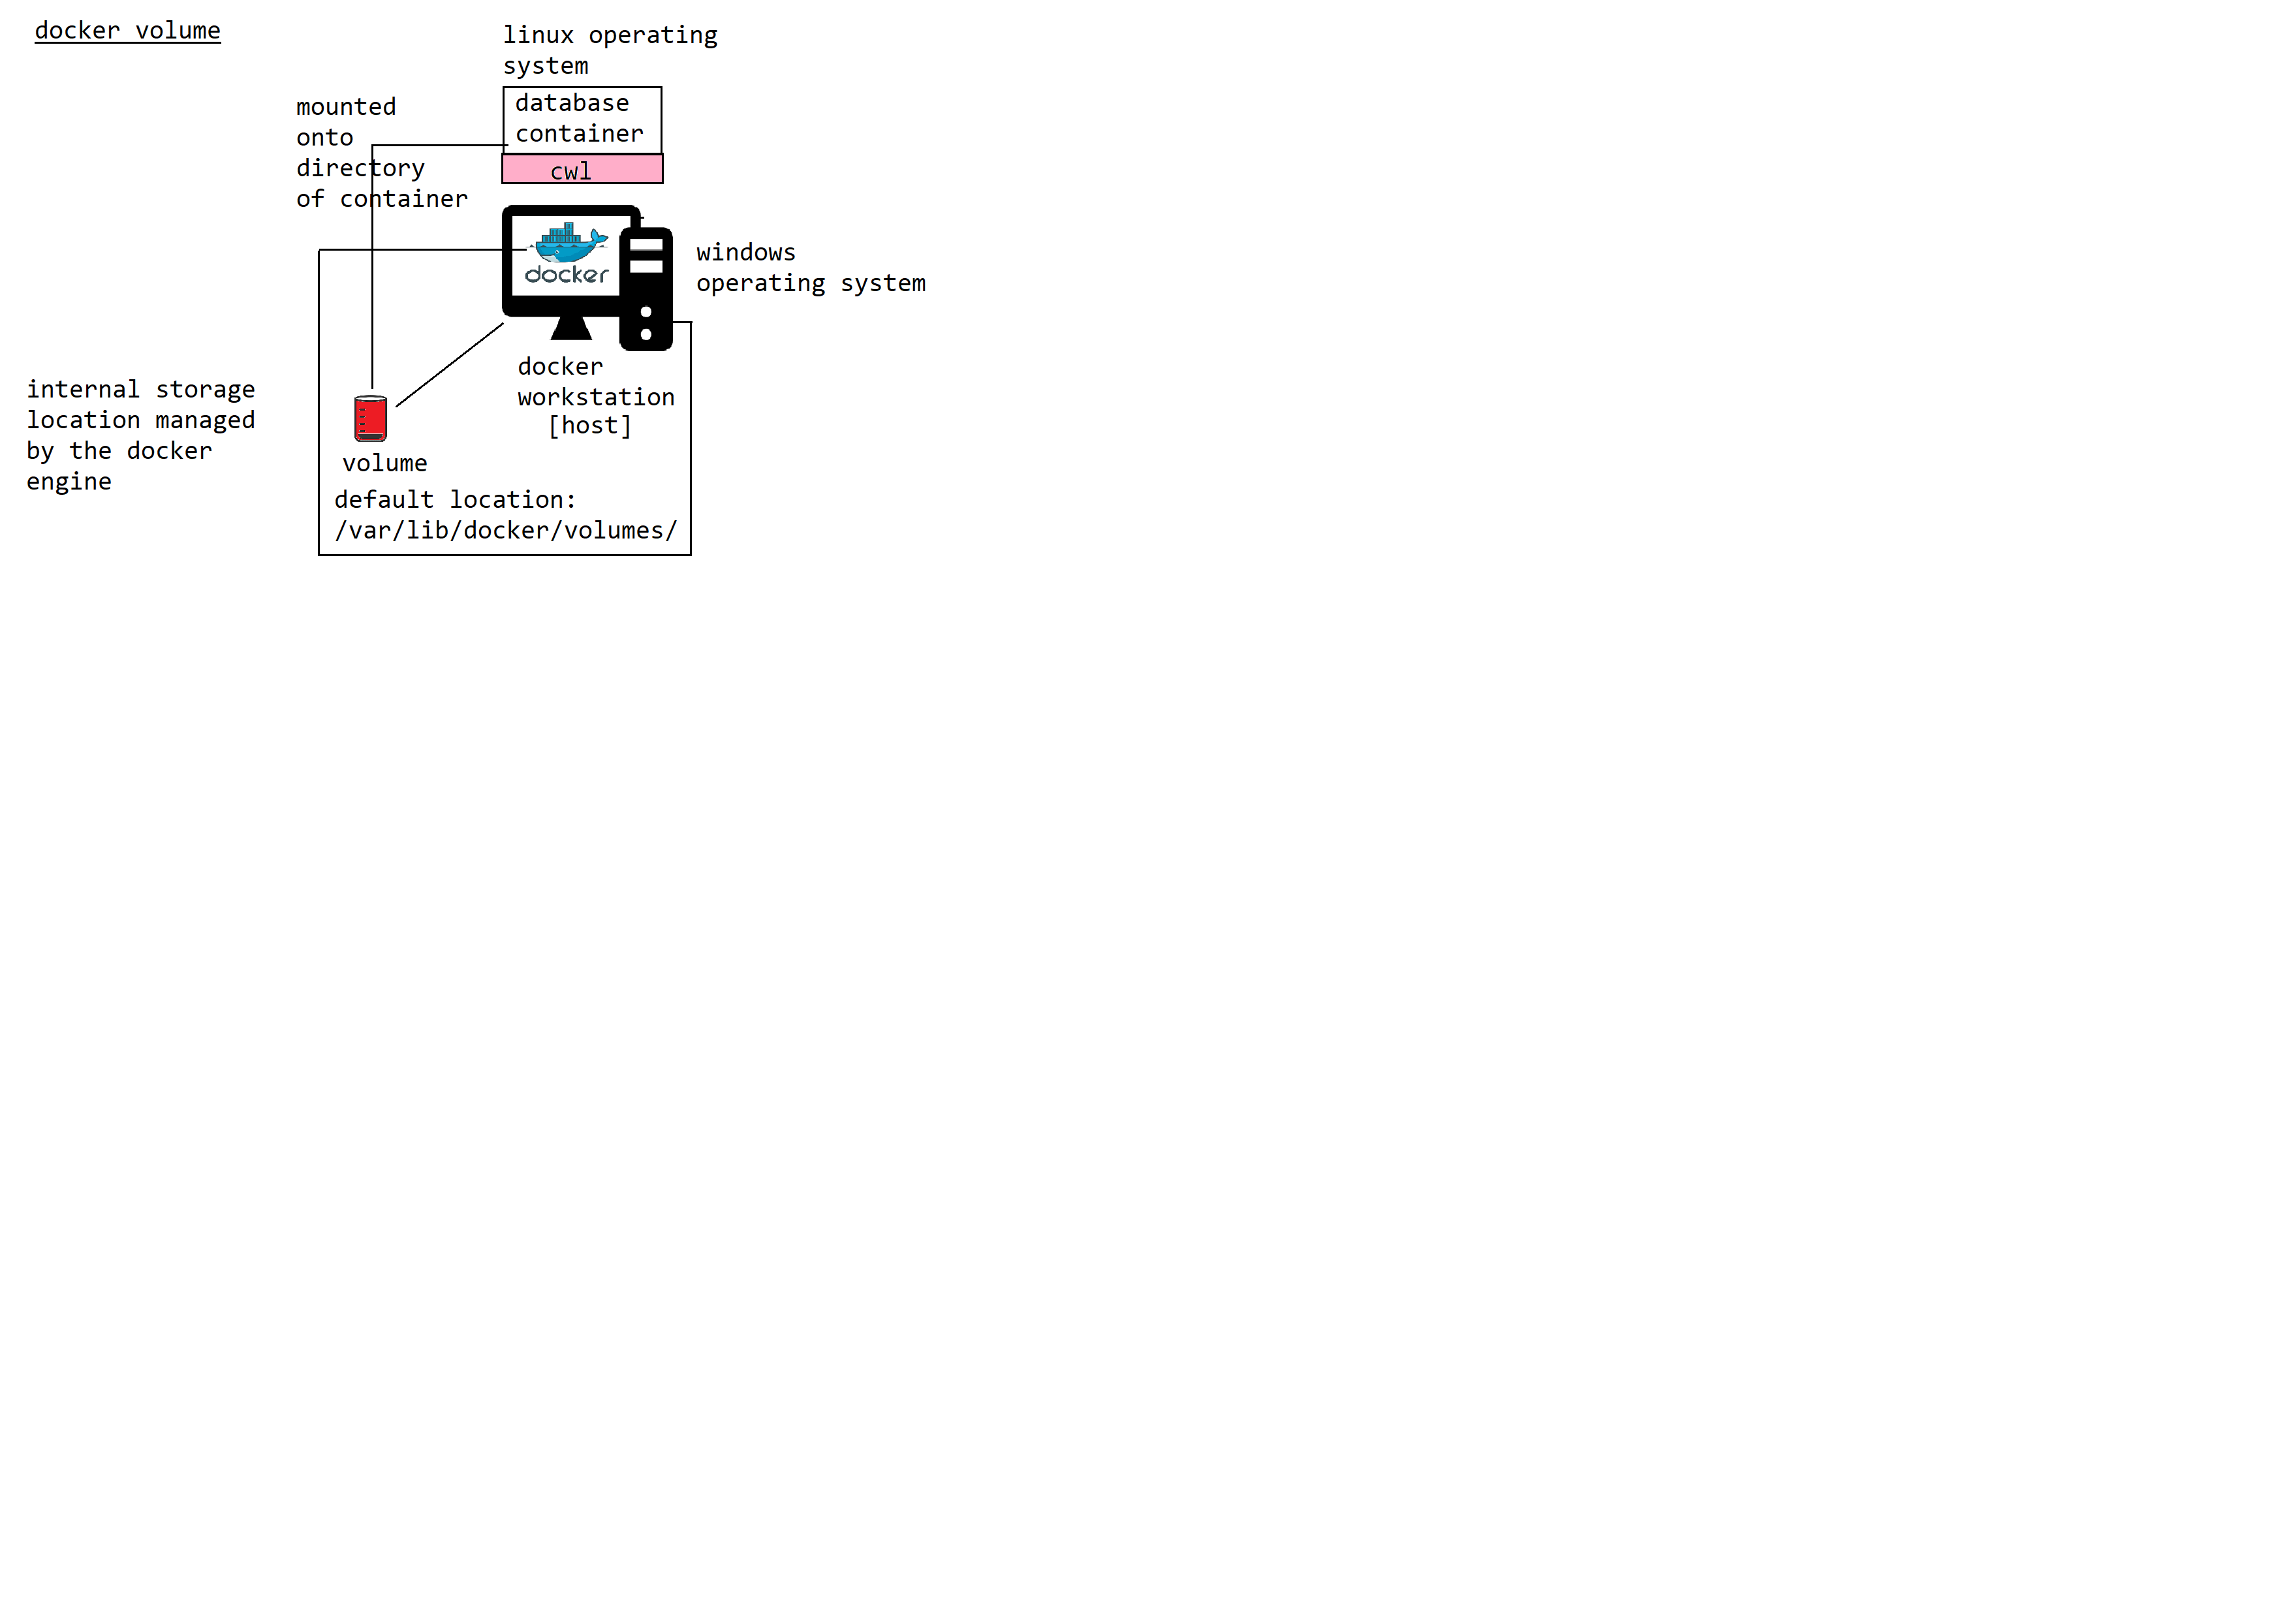 docker volume
linux operating
system
database
container
cwl
mounted
onto
directory
of container
docker
windows
operating system
docker
workstation
[host]
internal storage
location managed
by the docker
engine
volume
default location:
/var/lib/docker/volumes/